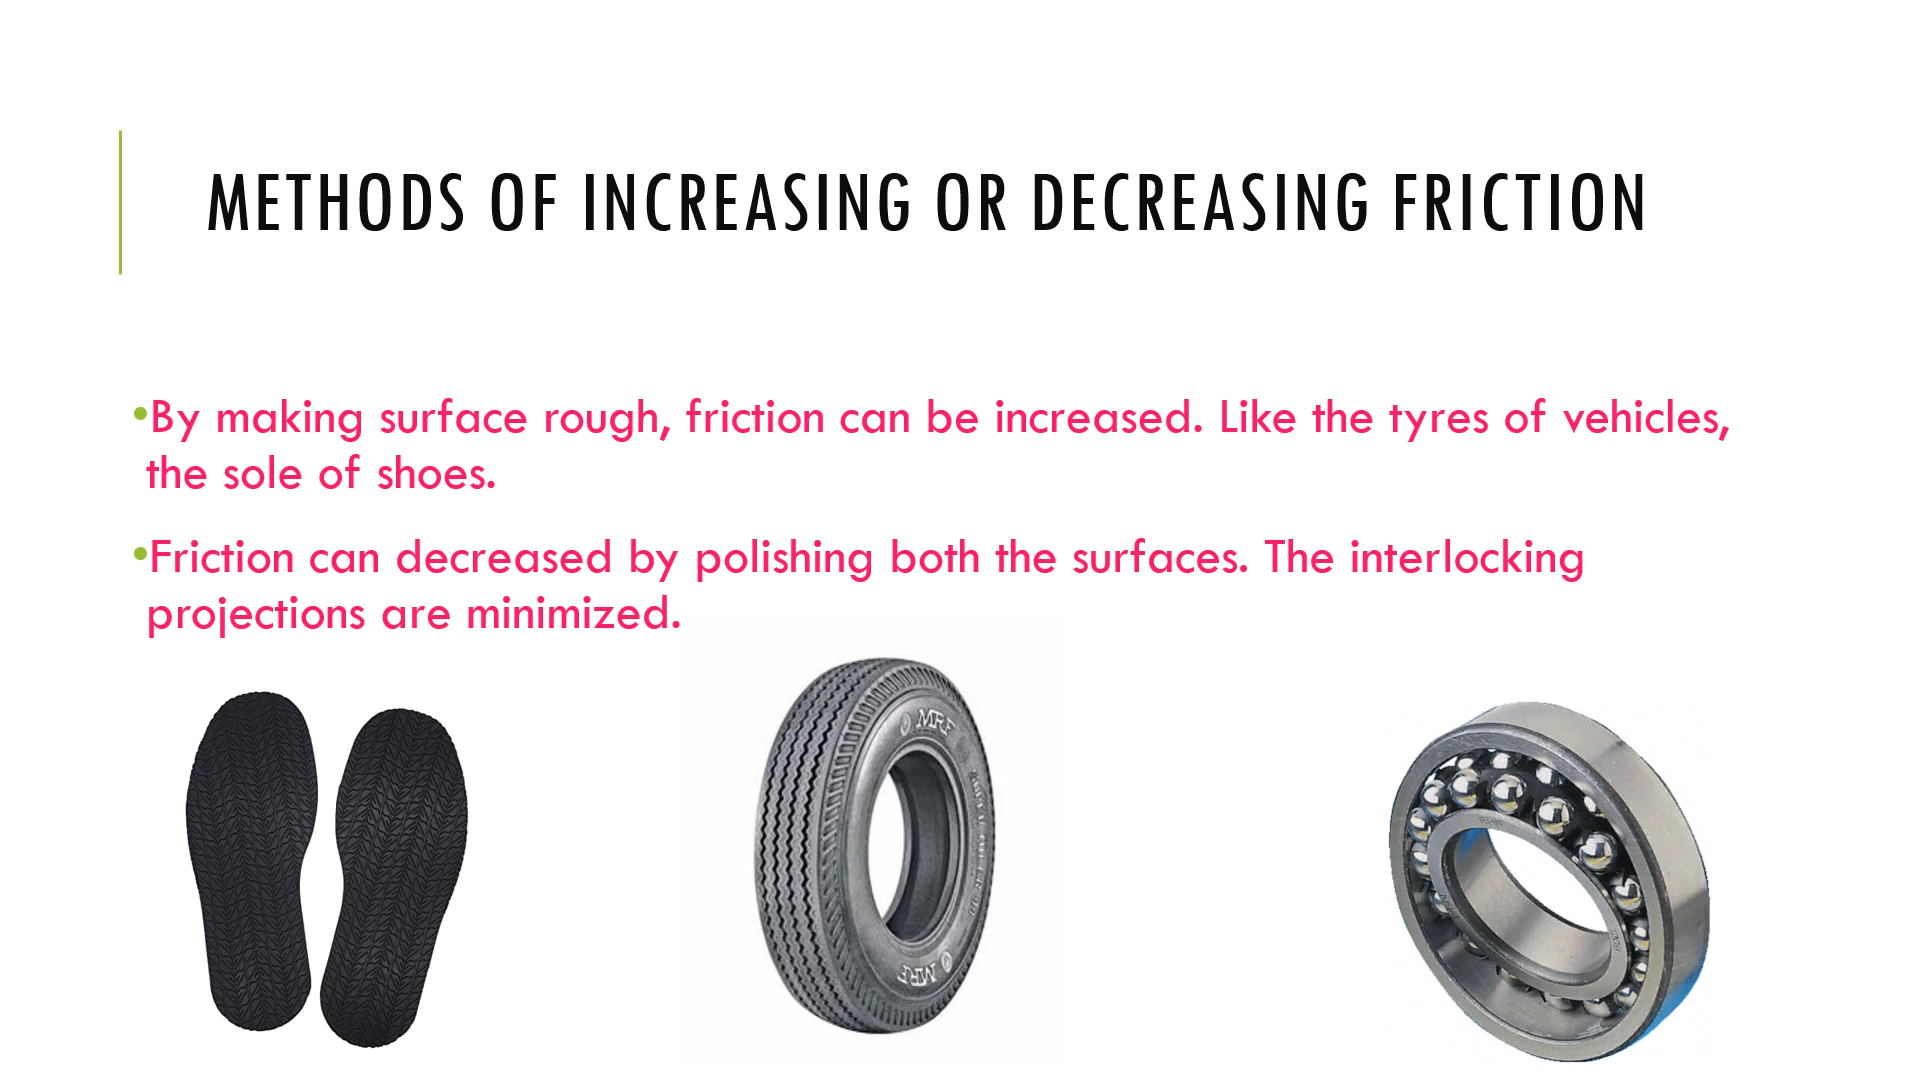 METHODS OF INCREASING OR DECREASING FRICTION
•By making surface rough, friction can be increased. Like the tyres of vehicles,
the sole of shoes.
•Friction can decreased by polishing both the surfaces. The interlocking
projections are minimized.
MRF
MRF